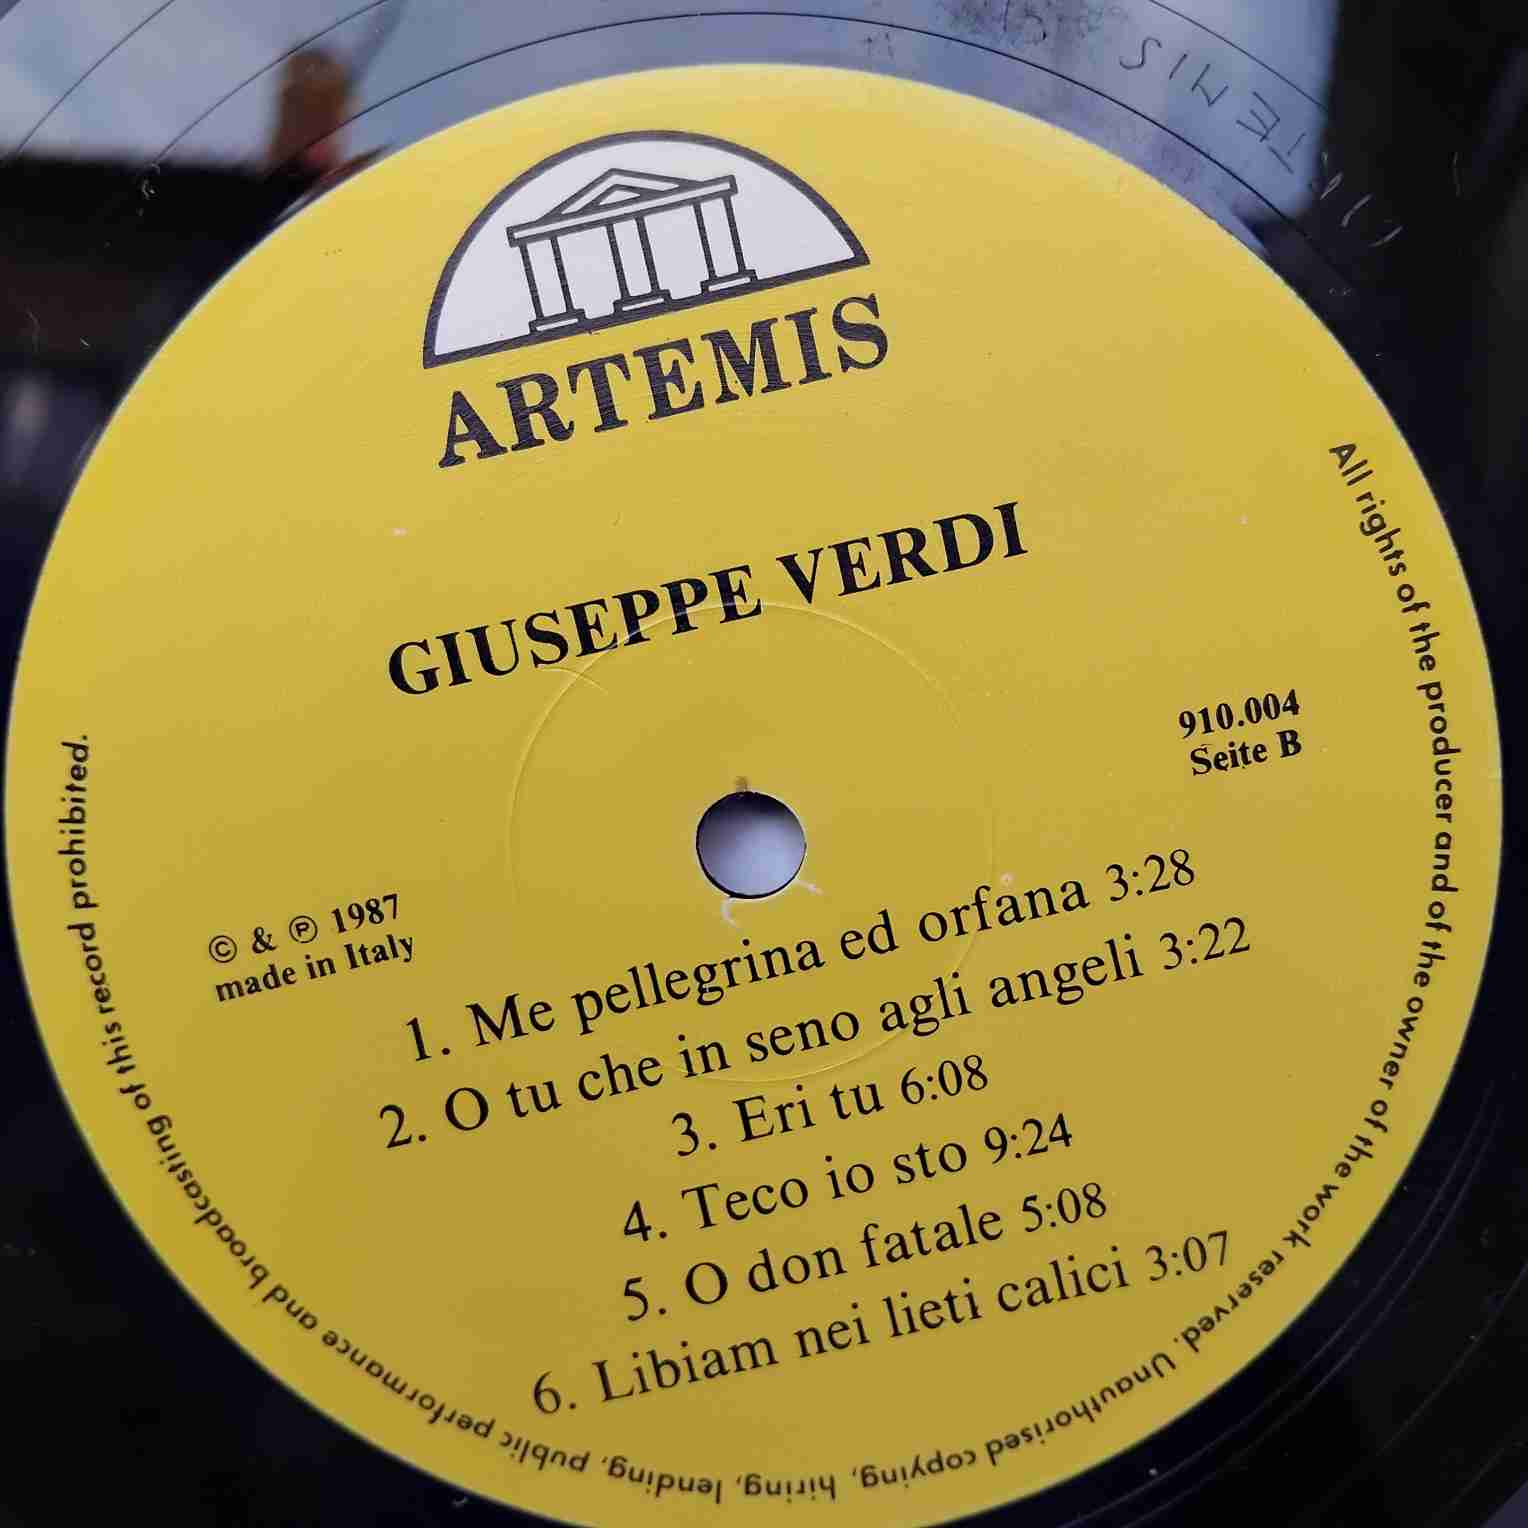 TEMIS
ARTEMIS
GIUSEPPE VERDI
910.004
Seite B
© & ℗ 1987
made in Italy
1. Me pellegrina ed orfana 3:28
2. O tu che in seno agli angeli 3:22
3. Eri tu 6:08
4. Teco io sto 9:24
5. O don fatale 5:08
6. Libiam nei lieti calici 3:07
All rights of the producer and of the owner of the work reserved. Unauthorised copying, hiring, lending, public performance and broadcasting of this record prohibited.